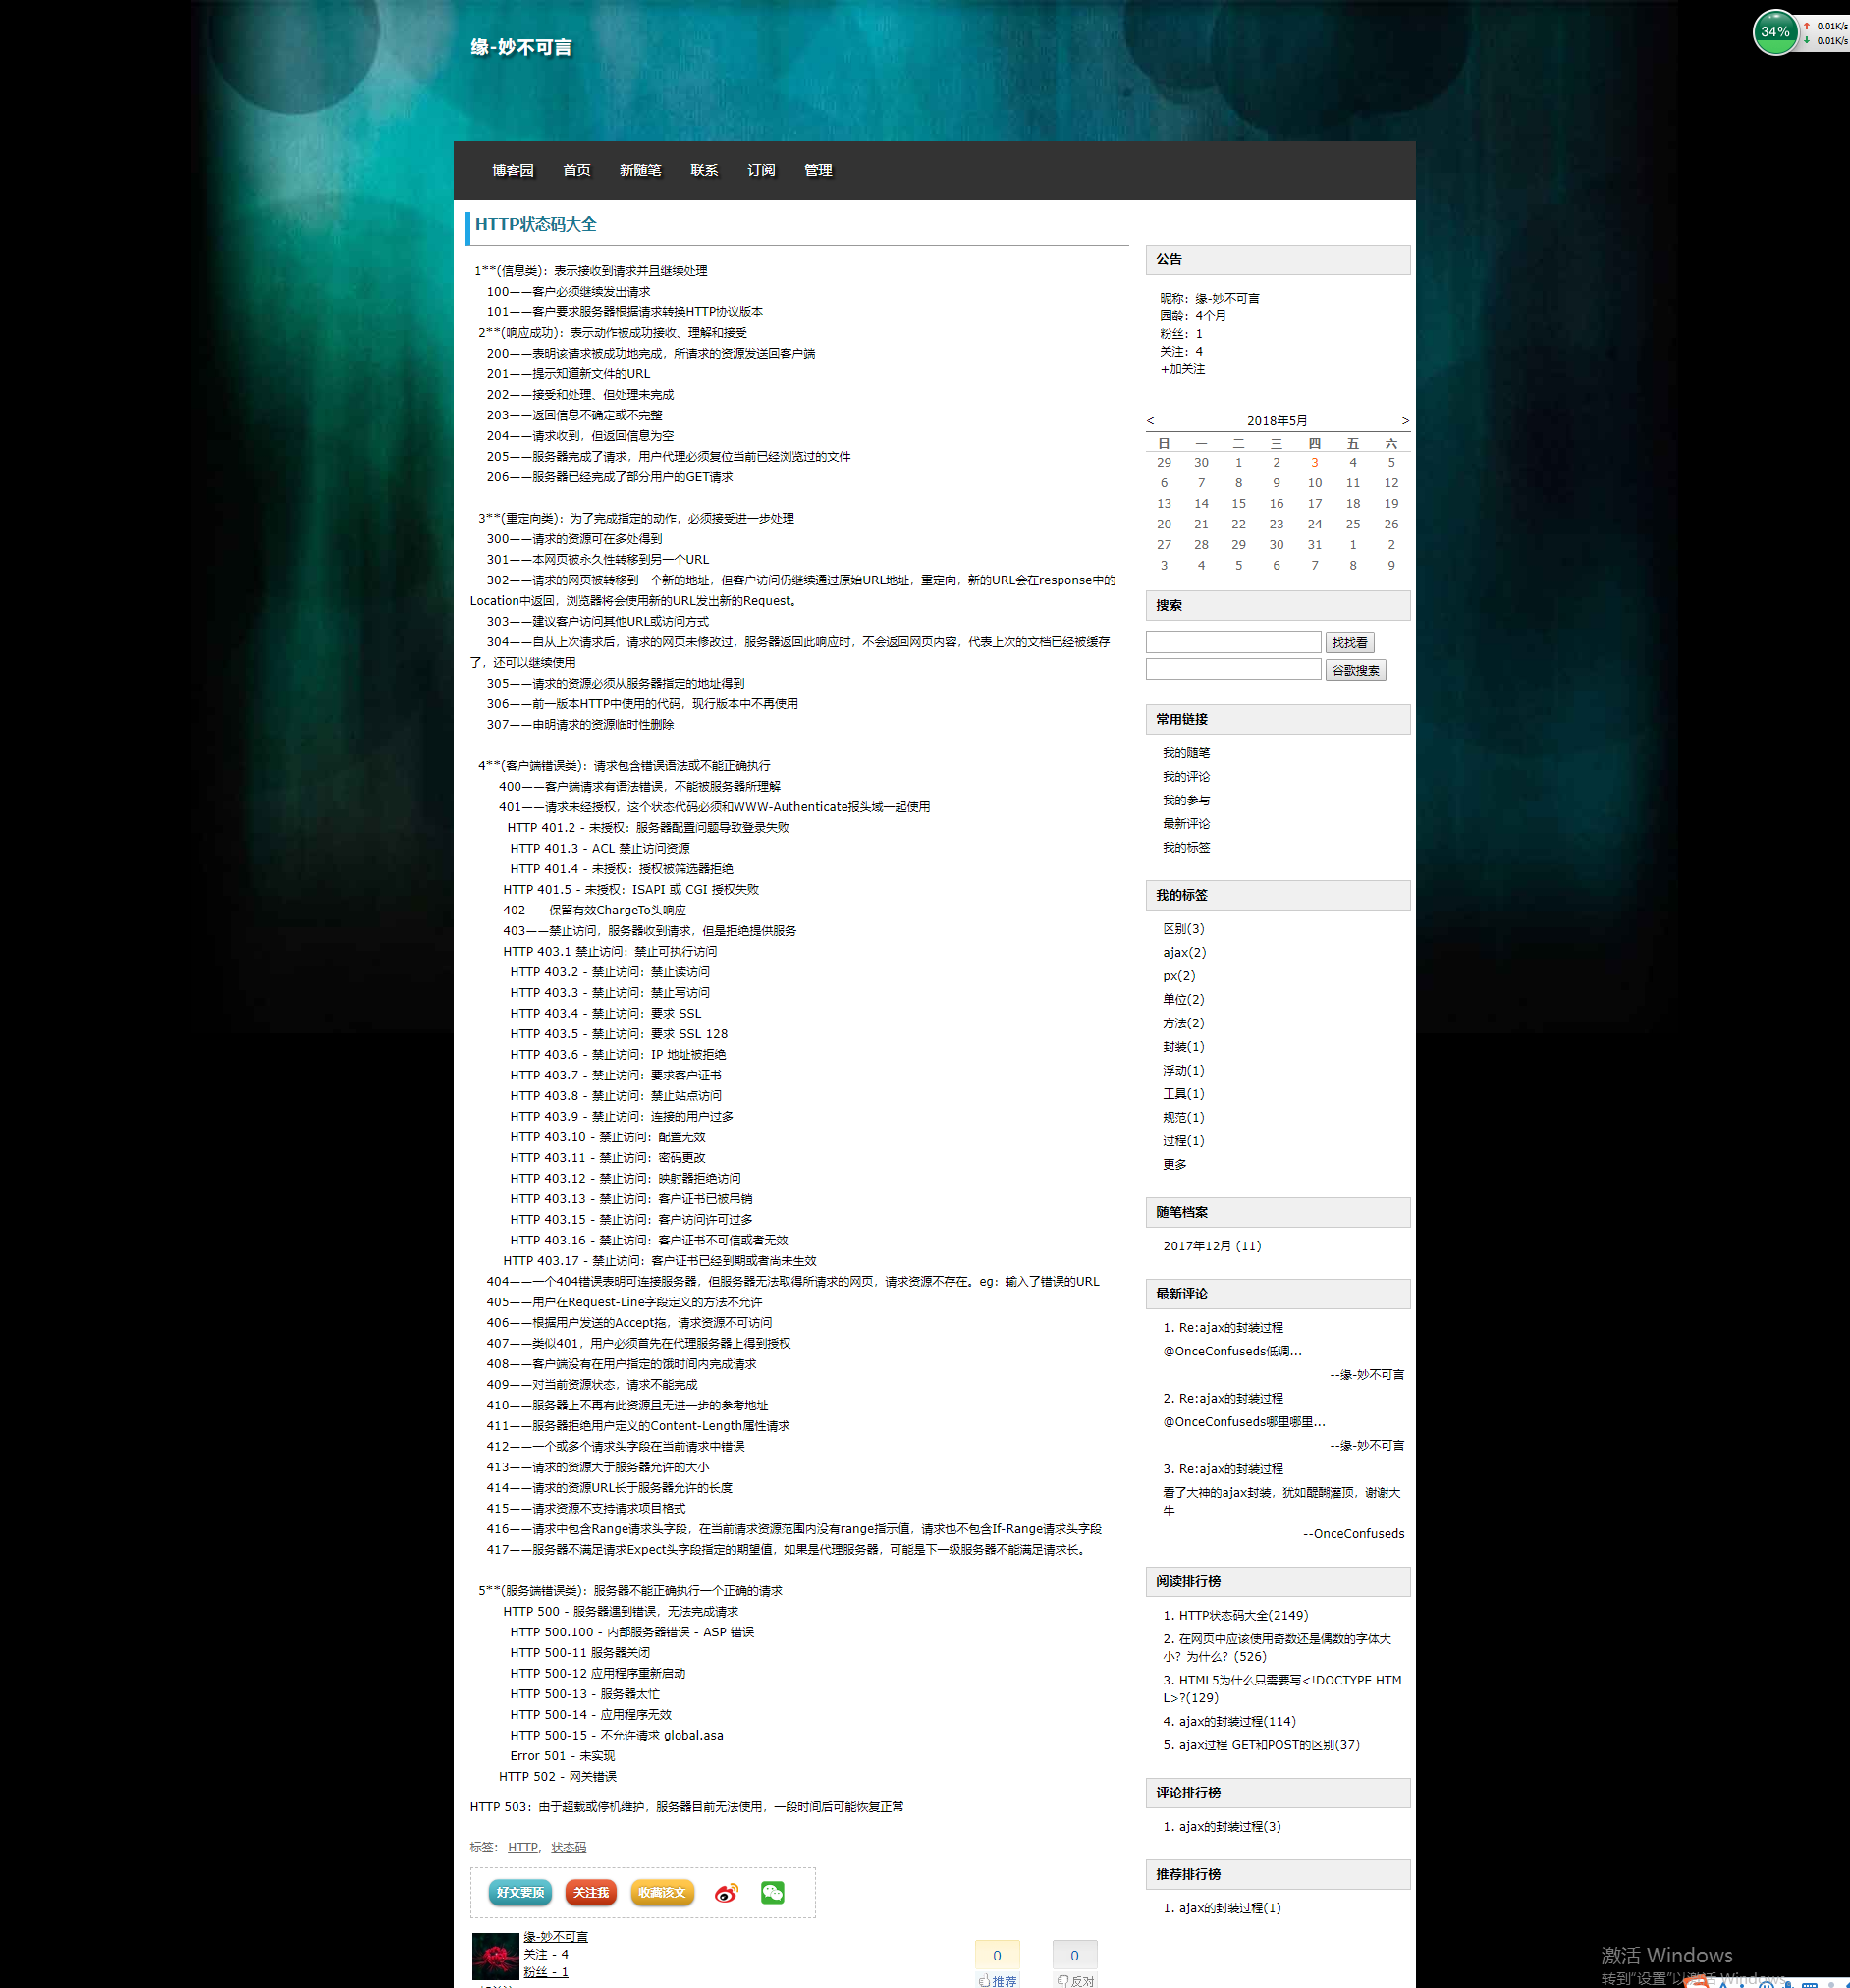 缘-妙不可言
34%
0.01K/s
0.01K/s
博客园 首页 新随笔 联系 订阅 管理
HTTP状态码大全
1**(信息类)：表示接收到请求并且继续处理
100——客户必须继续发出请求
101——客户要求服务器根据请求转换HTTP协议版本
2**(响应成功)：表示动作被成功接收、理解和接受
200——表明该请求被成功地完成，所请求的资源发送回客户端
201——提示知道新文件的URL
202——接受和处理、但处理未完成
203——返回信息不确定或不完整
204——请求收到，但返回信息为空
205——服务器完成了请求，用户代理必须复位当前已经浏览过的文件
206——服务器已经完成了部分用户的GET请求
3**(重定向类)：为了完成指定的动作，必须接受进一步处理
300——请求的资源可在多处得到
301——本网页被永久性转移到另一个URL
302——请求的网页被转移到一个新的地址，但客户访问仍继续通过原始URL地址，重定向，新的URL会在response中的
Location中返回，浏览器将会使用新的URL发出新的Request。
303——建议客户访问其他URL或访问方式
304——自从上次请求后，请求的网页未修改过，服务器返回此响应时，不会返回网页内容，代表上次的文档已经被缓存
了，还可以继续使用
305——请求的资源必须从服务器指定的地址得到
306——前一版本HTTP中使用的代码，现行版本中不再使用
307——申明请求的资源临时性删除
4**(客户端错误类)：请求包含错误语法或不能正确执行
400——客户端请求有语法错误，不能被服务器所理解
401——请求未经授权，这个状态代码必须和WWW-Authenticate报头域一起使用
HTTP 401.2 - 未授权：服务器配置问题导致登录失败
HTTP 401.3 - ACL 禁止访问资源
HTTP 401.4 - 未授权：授权被筛选器拒绝
HTTP 401.5 - 未授权：ISAPI 或 CGI 授权失败
402——保留有效ChargeTo头响应
403——禁止访问，服务器收到请求，但是拒绝提供服务
HTTP 403.1 禁止访问：禁止可执行访问
HTTP 403.2 - 禁止访问：禁止读访问
HTTP 403.3 - 禁止访问：禁止写访问
HTTP 403.4 - 禁止访问：要求 SSL
HTTP 403.5 - 禁止访问：要求 SSL 128
HTTP 403.6 - 禁止访问：IP 地址被拒绝
HTTP 403.7 - 禁止访问：要求客户证书
HTTP 403.8 - 禁止访问：禁止站点访问
HTTP 403.9 - 禁止访问：连接的用户过多
HTTP 403.10 - 禁止访问：配置无效
HTTP 403.11 - 禁止访问：密码更改
HTTP 403.12 - 禁止访问：映射器拒绝访问
HTTP 403.13 - 禁止访问：客户证书已被吊销
HTTP 403.15 - 禁止访问：客户访问许可过多
HTTP 403.16 - 禁止访问：客户证书不可信或者无效
HTTP 403.17 - 禁止访问：客户证书已经到期或者尚未生效
404——一个404错误表明可连接服务器，但服务器无法取得所请求的网页，请求资源不存在。eg：输入了错误的URL
405——用户在Request-Line字段定义的方法不允许
406——根据用户发送的Accept拖，请求资源不可访问
407——类似401，用户必须首先在代理服务器上得到授权
408——客户端没有在用户指定的饿时间内完成请求
409——对当前资源状态，请求不能完成
410——服务器上不再有此资源且无进一步的参考地址
411——服务器拒绝用户定义的Content-Length属性请求
412——一个或多个请求头字段在当前请求中错误
413——请求的资源大于服务器允许的大小
414——请求的资源URL长于服务器允许的长度
415——请求资源不支持请求项目格式
416——请求中包含Range请求头字段，在当前请求资源范围内没有range指示值，请求也不包含If-Range请求头字段
417——服务器不满足请求Expect头字段指定的期望值，如果是代理服务器，可能是下一级服务器不能满足请求长。
5**(服务端错误类)：服务器不能正确执行一个正确的请求
HTTP 500 - 服务器遇到错误，无法完成请求
HTTP 500.100 - 内部服务器错误 - ASP 错误
HTTP 500-11 服务器关闭
HTTP 500-12 应用程序重新启动
HTTP 500-13 - 服务器太忙
HTTP 500-14 - 应用程序无效
HTTP 500-15 - 不允许请求 global.asa
Error 501 - 未实现
HTTP 502 - 网关错误
HTTP 503：由于超载或停机维护，服务器目前无法使用，一段时间后可能恢复正常
标签： HTTP， 状态码
好文要顶 关注我 收藏该文
缘-妙不可言
关注 - 4
粉丝 - 1
0 0
推荐 反对
公告
昵称：缘-妙不可言
园龄：4个月
粉丝：1
关注：4
+加关注
< 2018年5月 >
日 一 二 三 四 五 六
29 30 1 2 3 4 5
6 7 8 9 10 11 12
13 14 15 16 17 18 19
20 21 22 23 24 25 26
27 28 29 30 31 1 2
3 4 5 6 7 8 9
搜索
找找看
谷歌搜索
常用链接
我的随笔
我的评论
我的参与
最新评论
我的标签
我的标签
区别(3)
ajax(2)
px(2)
单位(2)
方法(2)
封装(1)
浮动(1)
工具(1)
规范(1)
过程(1)
更多
随笔档案
2017年12月 (11)
最新评论
1. Re:ajax的封装过程
@OnceConfuseds低调...
--缘-妙不可言
2. Re:ajax的封装过程
@OnceConfuseds哪里哪里...
--缘-妙不可言
3. Re:ajax的封装过程
看了大神的ajax封装，犹如醍醐灌顶，谢谢大
牛
--OnceConfuseds
阅读排行榜
1. HTTP状态码大全(2149)
2. 在网页中应该使用奇数还是偶数的字体大
小？为什么？(526)
3. HTML5为什么只需要写<!DOCTYPE HTM
L>?(129)
4. ajax的封装过程(114)
5. ajax过程 GET和POST的区别(37)
评论排行榜
1. ajax的封装过程(3)
推荐排行榜
1. ajax的封装过程(1)
激活 Windows
转到"设置"以激活 Windows。